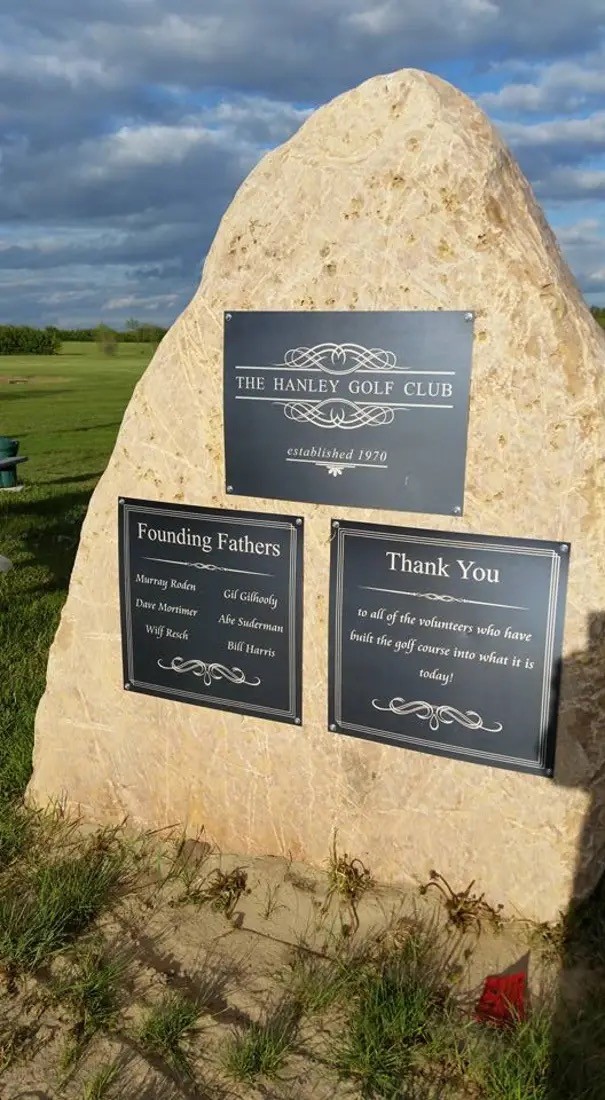 THE HANLEY GOLF CLUB
established 1970
Founding Fathers
Murray Roden
Gil Gilhooly
Dave Mortimer
Abe Suderman
Wilf Resch
Bill Harris
Thank You
to all of the volunteers who have
built the golf course into what it is
today!